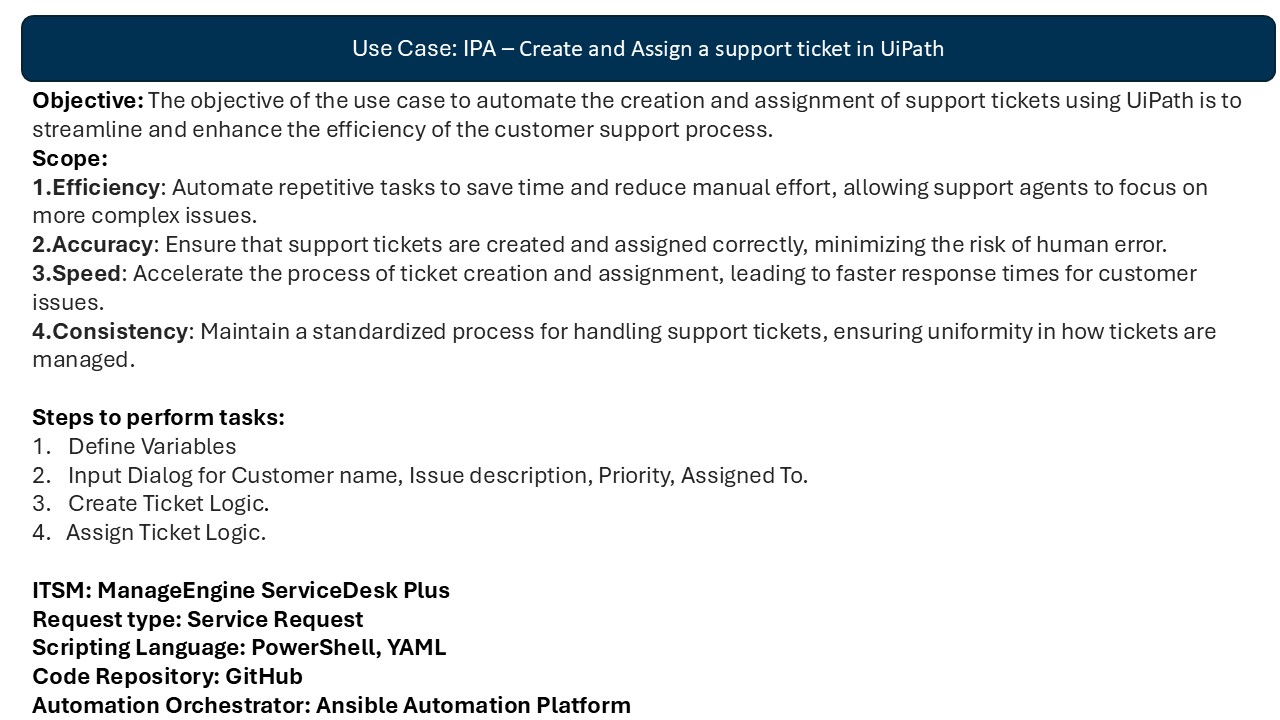 Use Case: IPA – Create and Assign a support ticket in UiPath
Objective: The objective of the use case to automate the creation and assignment of support tickets using UiPath is to
streamline and enhance the efficiency of the customer support process.
Scope:
1.Efficiency: Automate repetitive tasks to save time and reduce manual effort, allowing support agents to focus on
more complex issues.
2.Accuracy: Ensure that support tickets are created and assigned correctly, minimizing the risk of human error.
3.Speed: Accelerate the process of ticket creation and assignment, leading to faster response times for customer
issues.
4.Consistency: Maintain a standardized process for handling support tickets, ensuring uniformity in how tickets are
managed.
Steps to perform tasks:
1. Define Variables
2. Input Dialog for Customer name, Issue description, Priority, Assigned To.
3. Create Ticket Logic.
4. Assign Ticket Logic.
ITSM: ManageEngine ServiceDesk Plus
Request type: Service Request
Scripting Language: PowerShell, YAML
Code Repository: GitHub
Automation Orchestrator: Ansible Automation Platform